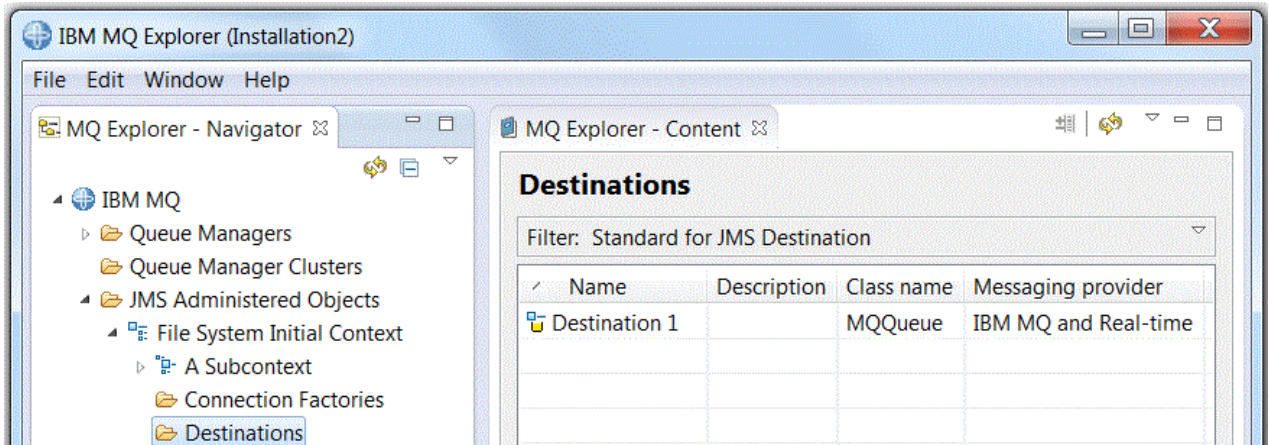 IBM MQ Explorer (Installation2)
File Edit Window Help
MQ Explorer - Navigator
IBM MQ
Queue Managers
Queue Manager Clusters
JMS Administered Objects
File System Initial Context
A Subcontext
Connection Factories
Destinations
MQ Explorer - Content
Destinations
Filter: Standard for JMS Destination
Name Description Class name Messaging provider
Destination 1 MQQueue IBM MQ and Real-time